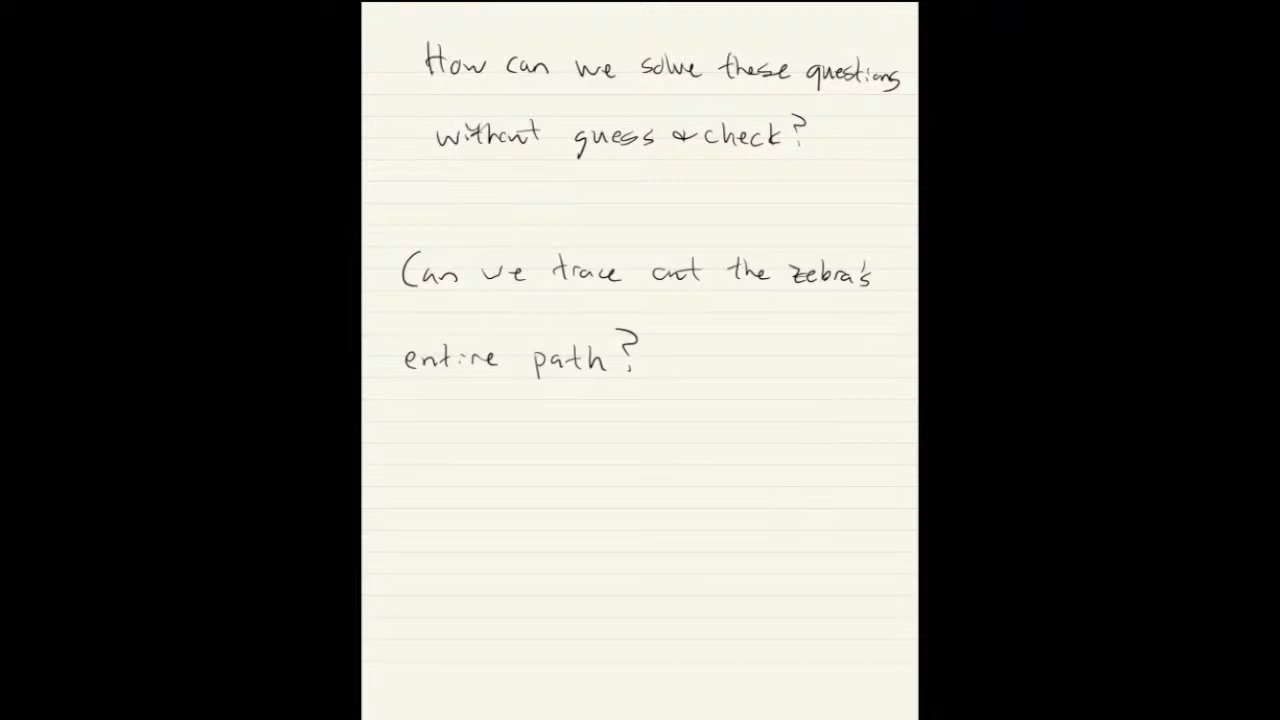 How can we solve these questions
without guess & check?
Can we trace out the zebra's
entire path?